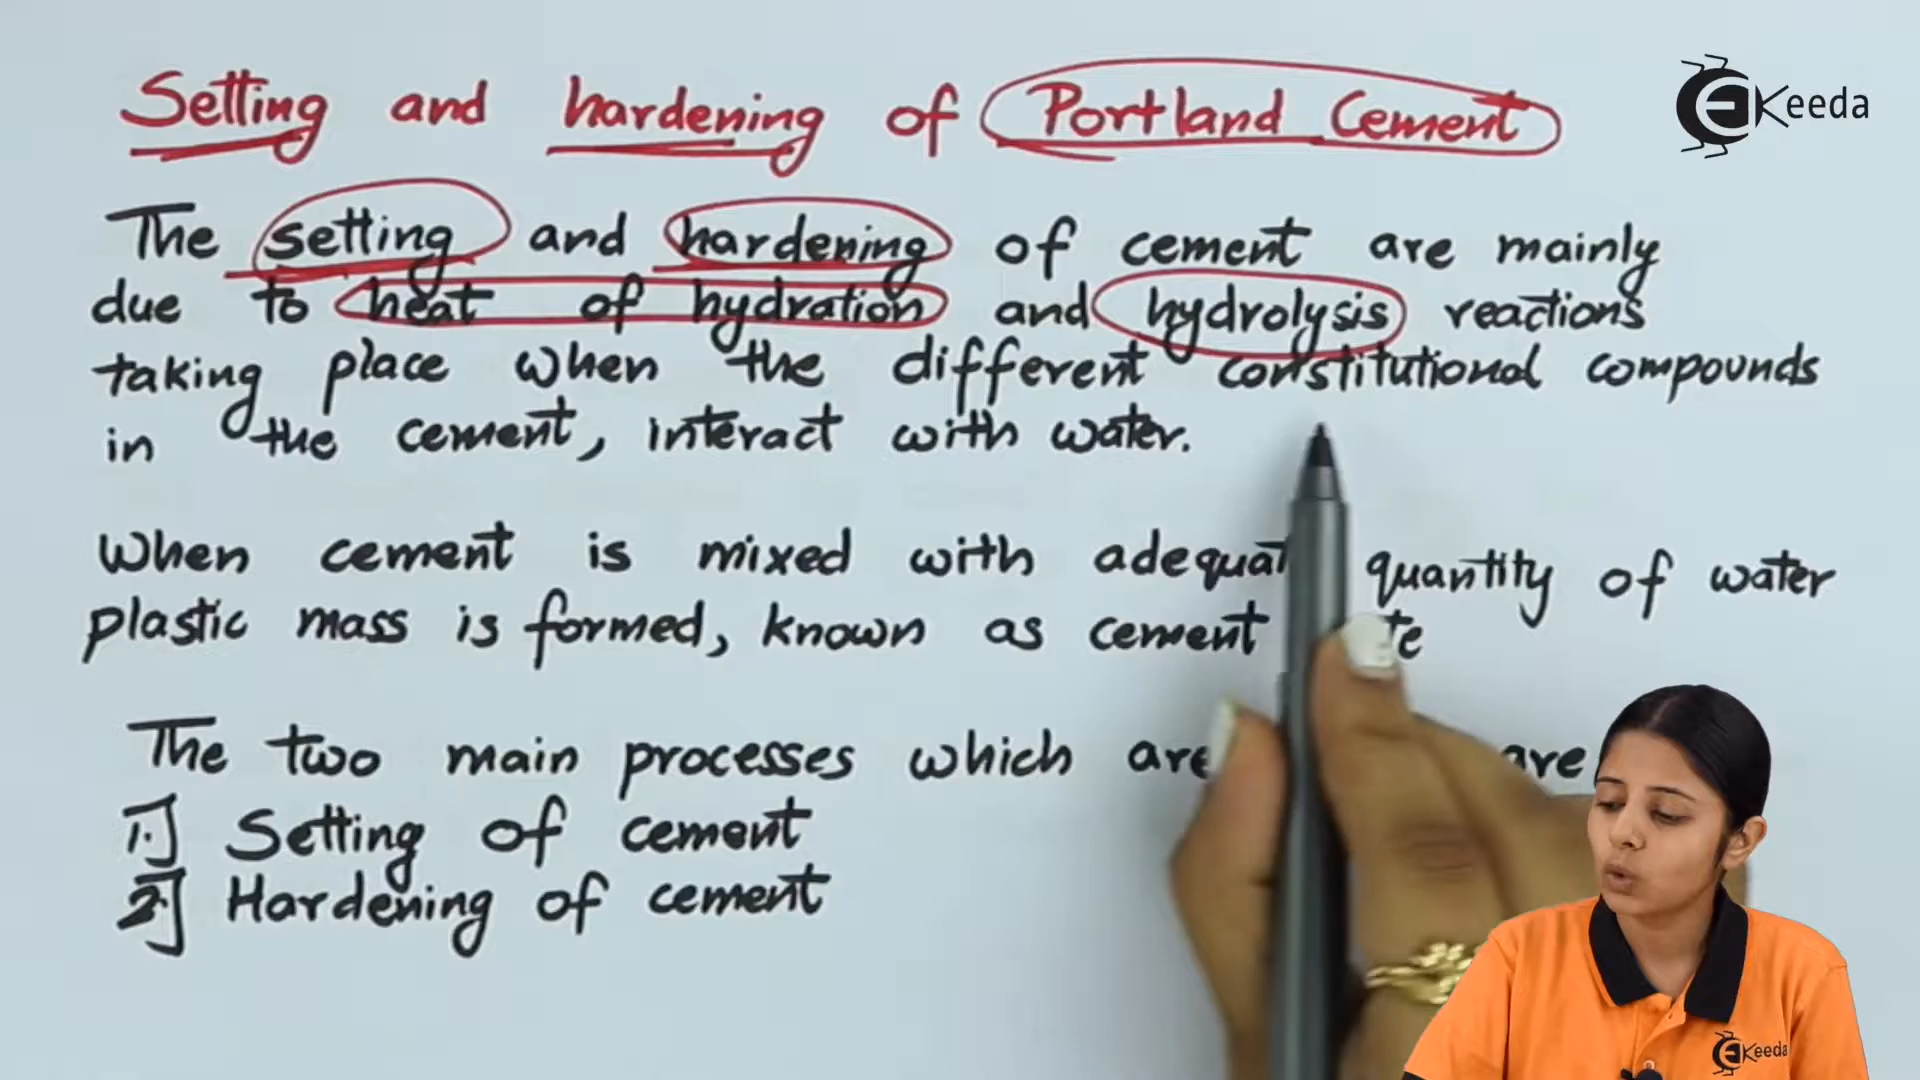 Setting and hardening of Portland Cement
EKeeda
The setting and hardening of cement are mainly
due to heat of hydration and hydrolysis reactions
taking place when the different constitutional compounds
in the cement, interact with water.
When cement is mixed with adequat quantity of water
plastic mass is formed, known as cement te
The two main processes which are are
1.] Setting of cement
2.] Hardening of cement
EKeeda